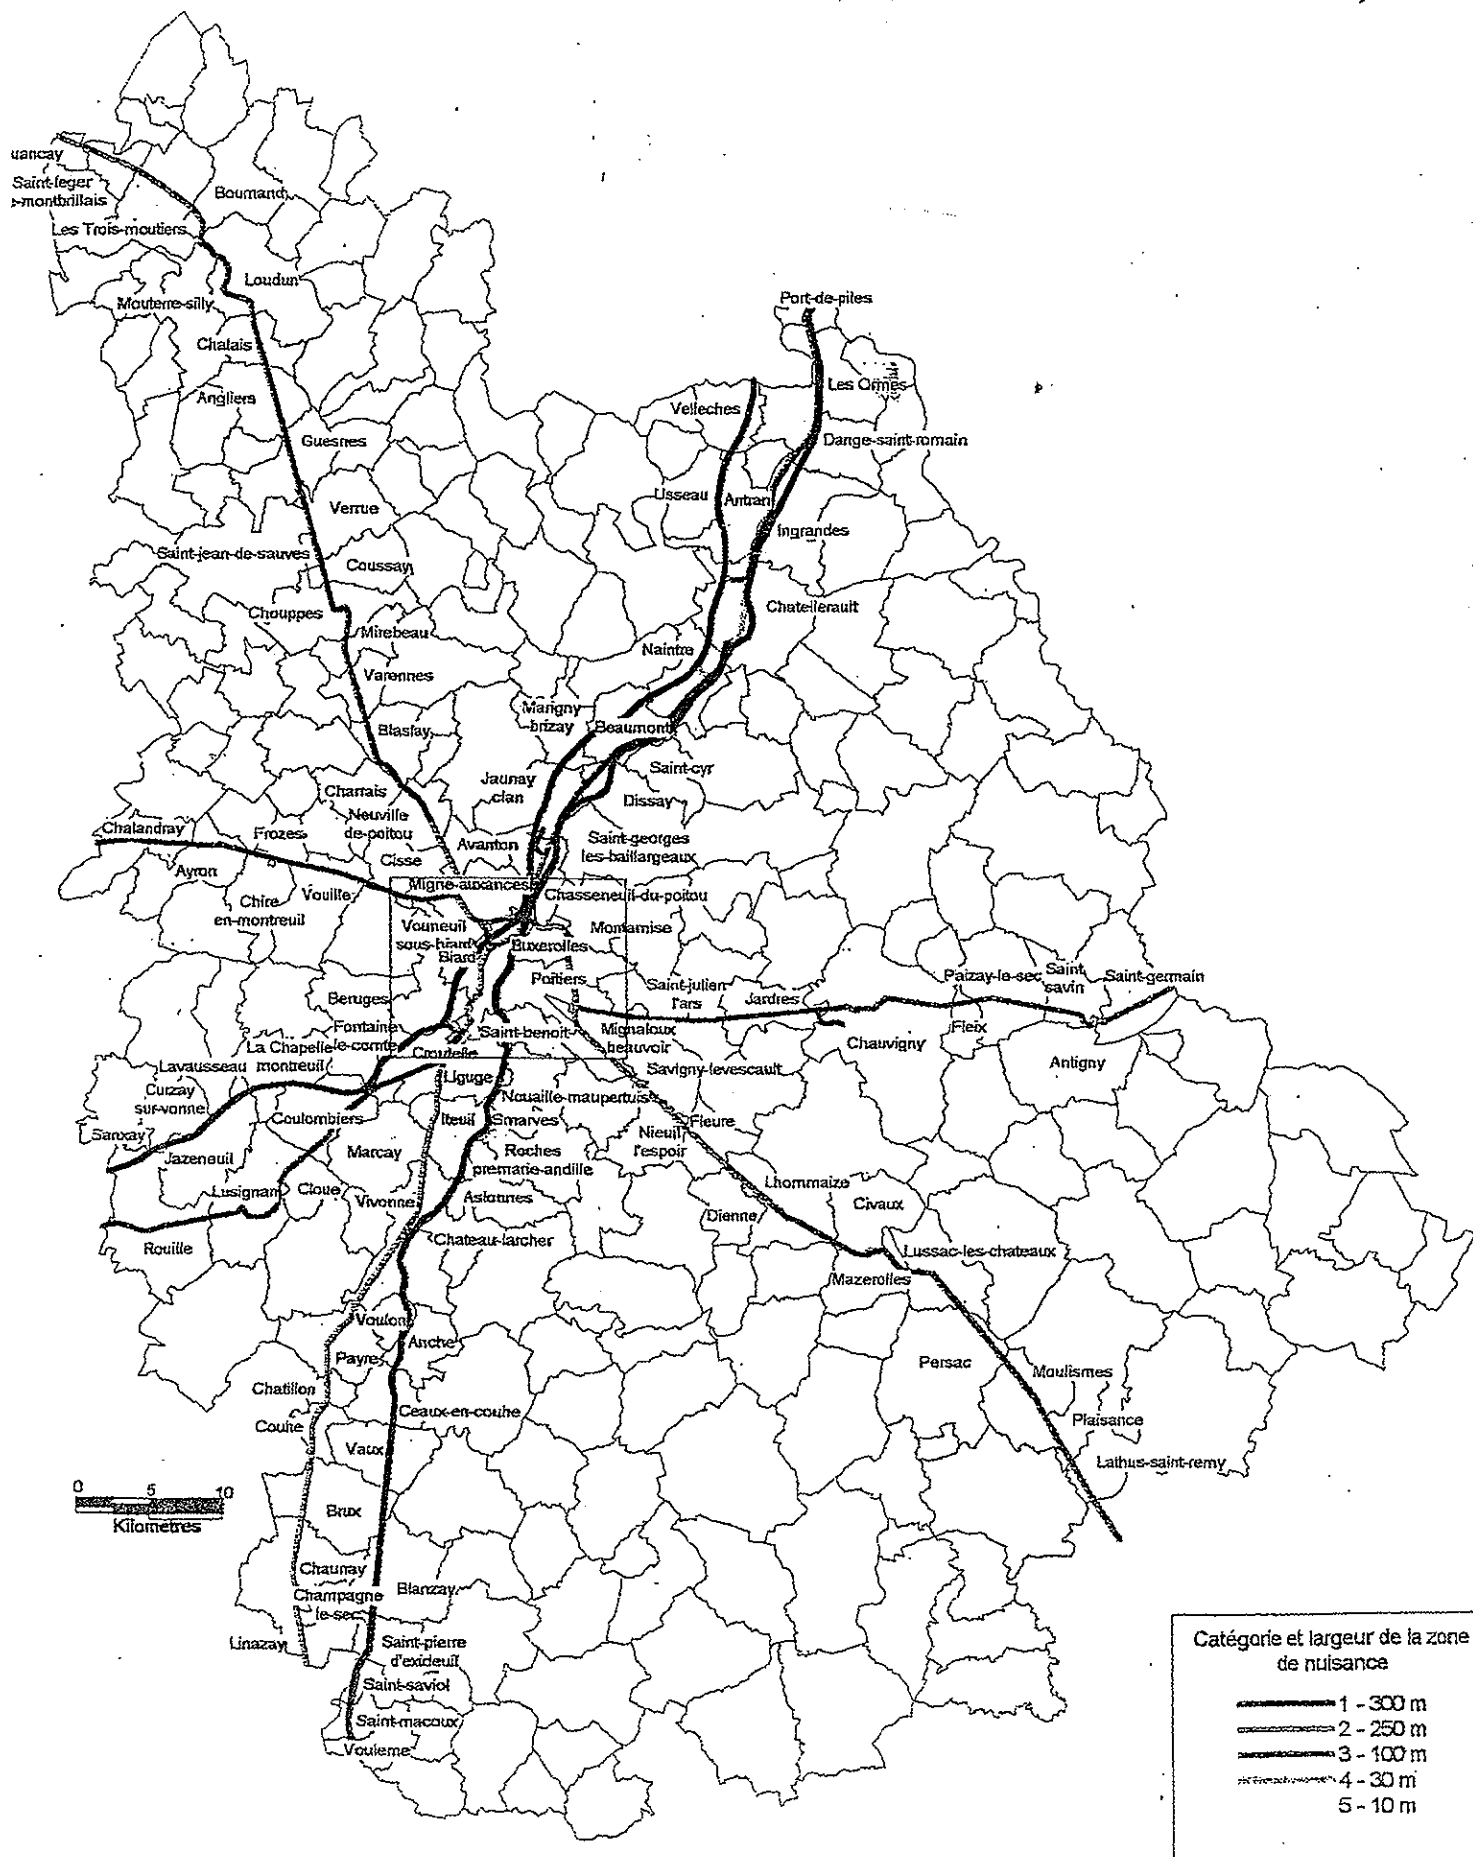 uancay
Saint-leger
e-montbrillais
Bournand
Les Trois-moutiers
Loudun
Mouterre-silly
Port-de-piles
Chalais
Les Ormes
Angliers
Velleches
Guesnes
Dange-saint-romain
Usseau
Antran
Verrue
Ingrandes
Saint-jean-de-sauves
Coussay
Chouppes
Chatellerault
Mirebeau
Naintre
Varennes
Marigny
brizay
Beaumont
Blaslay
Saint-cyr
Jaunay
clan
Dissay
Charrais
Neuville
de-poitou
Chalandray
Frozes
Avanton
Saint-georges
les-baillargeaux
Cisse
Ayron
Migne-auxances
Chire
en-montreuil
Vouille
Chasseneuil-du-poitou
Vouneuil
sous-biard
Montamise
Biard
Buxerolles
Poitiers
Saint-julien
l'ars
Jardres
Paizay-le-sec
Saint
savin
Saint-germain
Beruges
Fontaine
le-comte
Saint-benoit
Mignaloux
beauvoir
Chauvigny
Fleix
La Chapelle
montreuil
Croutelle
Lavausseau
Savigny-levescault
Antigny
Curzay
sur-vonne
Liguge
Nouaille-maupertuis
Coulombiers
Iteuil
Smarves
Fleure
Sanxay
Nieuil
l'espoir
Jazeneuil
Marcay
Roches
premarie-andille
Lusignan
Cloue
Vivonne
Aslonnes
Lhommaize
Civaux
Dienne
Rouille
Chateau-larcher
Lussac-les-chateaux
Mazerolles
Voulon
Anche
Payre
Persac
Moulismes
Chatillon
Couhe
Ceaux-en-couhe
Plaisance
Vaux
Lathus-saint-remy
0 5 10
Kilometres
Brux
Chaunay
Champagne
le-sec
Blanzay
Linazay
Saint-pierre
d'exideuil
Saint-saviol
Saint-macoux
Vouleme
Catégorie et largeur de la zone
de nuisance
1 - 300 m
2 - 250 m
3 - 100 m
4 - 30 m
5 - 10 m